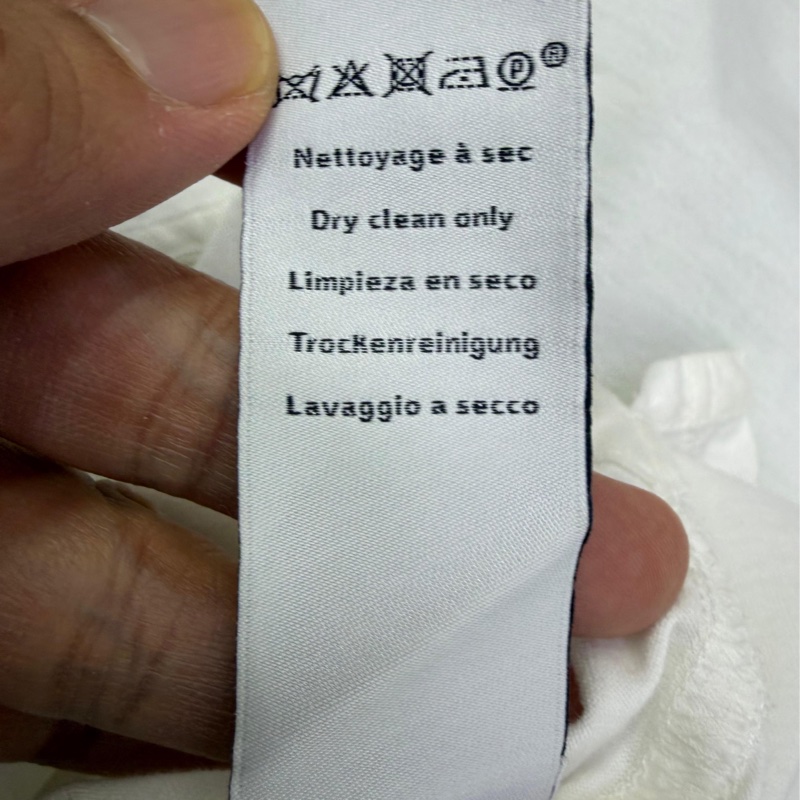 P ®
Nettoyage à sec
Dry clean only
Limpieza en seco
Trockenreinigung
Lavaggio a secco